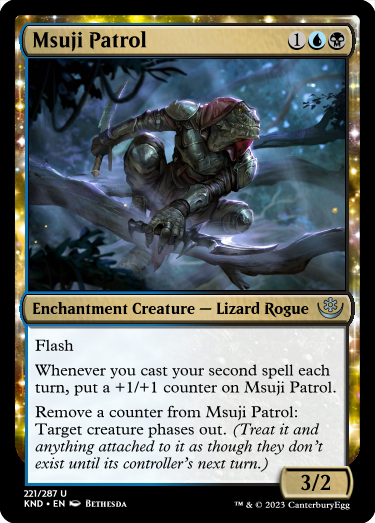 Msuji Patrol 1
Enchantment Creature — Lizard Rogue
Flash
Whenever you cast your second spell each
turn, put a +1/+1 counter on Msuji Patrol.
Remove a counter from Msuji Patrol:
Target creature phases out. (Treat it and
anything attached to it as though they don't
exist until its controller's next turn.)
3/2
221/287 U
KND • EN Bethesda
™ & © 2023 CanterburyEgg